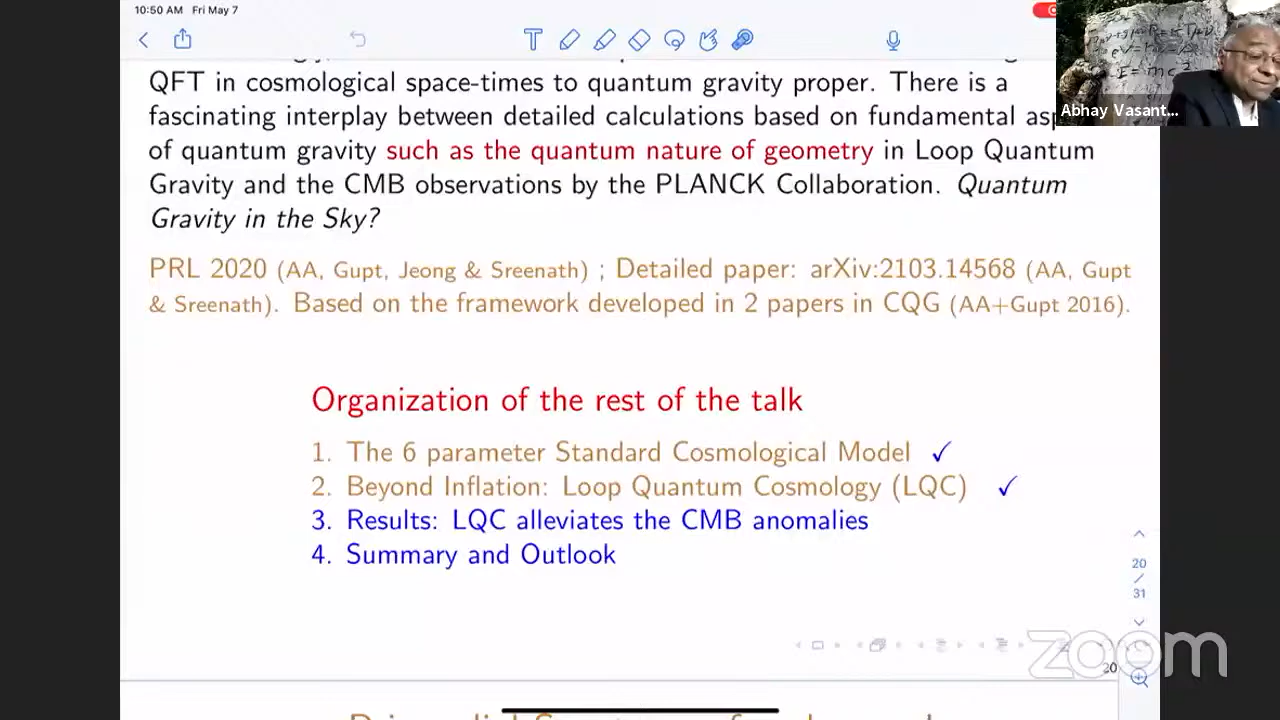 10:50 AM Fri May 7
QFT in cosmological space-times to quantum gravity proper. There is a
fascinating interplay between detailed calculations based on fundamental asp
of quantum gravity such as the quantum nature of geometry in Loop Quantum
Gravity and the CMB observations by the PLANCK Collaboration. Quantum
Gravity in the Sky?
PRL 2020 (AA, Gupt, Jeong & Sreenath) ; Detailed paper: arXiv:2103.14568 (AA, Gupt
& Sreenath). Based on the framework developed in 2 papers in CQG (AA+Gupt 2016).
Organization of the rest of the talk
1. The 6 parameter Standard Cosmological Model ✓
2. Beyond Inflation: Loop Quantum Cosmology (LQC) ✓
3. Results: LQC alleviates the CMB anomalies
4. Summary and Outlook
20
/
31
zoom
20
Abhay Vasant...
E=mc²